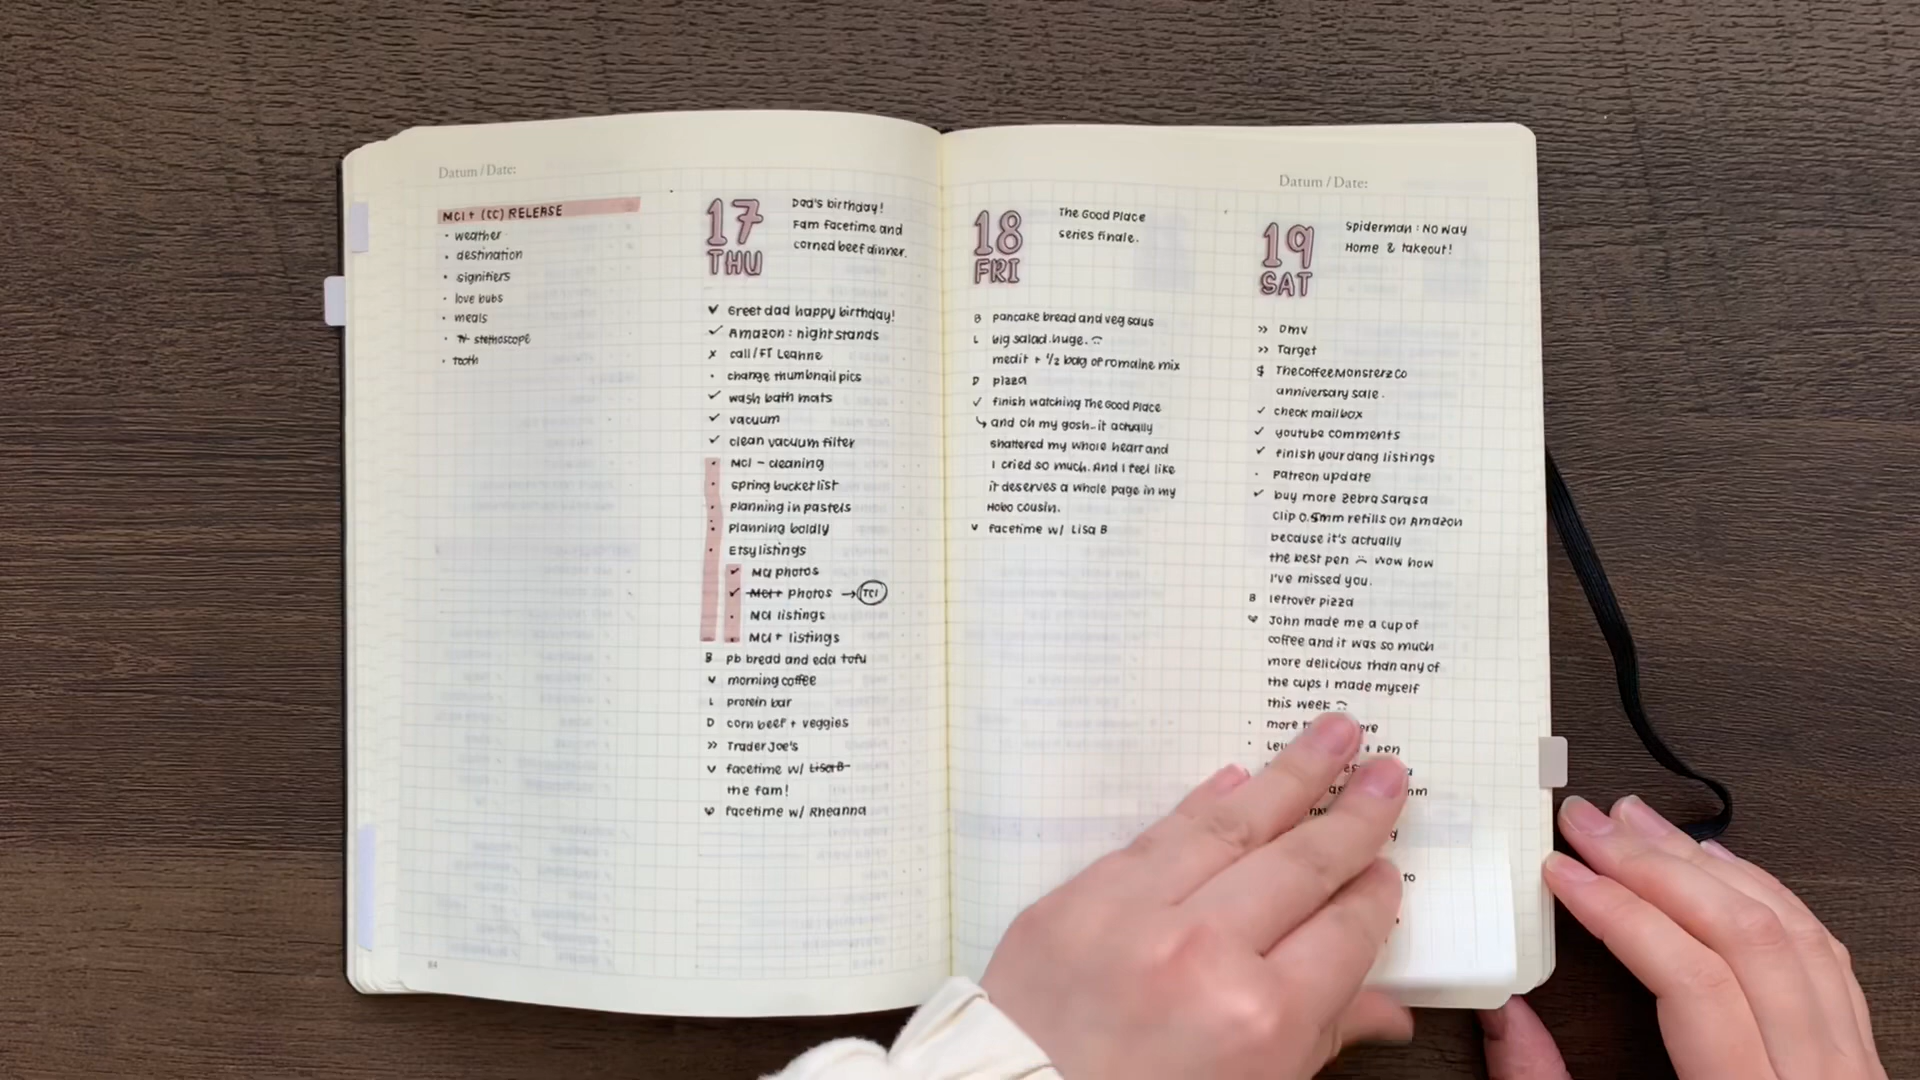 Datum / Date:
MCI + (CC) RELEASE
• weather
• destination
• signifiers
• love bubs
• meals
• stethoscope
• tooth
84
17
THU
Dad's birthday!
Fam facetime and
corned beef dinner.
Greet dad happy birthday!
✓ Amazon : night stands
x call/FT Leanne
• change thumbnail pics
✓ wash bath mats
✓ vacuum
✓ clean vacuum filter
• MCI – cleaning
• spring bucket list
• planning in pastels
• planning boldly
• Etsy listings
✓ MCI photos
✓ MCI+ photos → TCI
• MCI listings
• MCI + listings
B pb bread and eda tofu
v morning coffee
L protein bar
D corn beef + veggies
>> Trader Joe's
v facetime w/ Lisa B
the fam!
facetime w/ Rheanna
18
FRI
The Good Place
series finale.
B pancake bread and veg saus
L big salad. huge.
medit + 1/2 bag of romaine mix
D pizza
✓ finish watching The Good Place
↳ and oh my gosh- it actually
shattered my whole heart and
I cried so much. And I feel like
it deserves a whole page in my
Hobo cousin.
v facetime w/ Lisa B
Datum / Date:
19
SAT
Spiderman : No Way
Home & takeout!
>> DMV
>> Target
$ TheCoffeeMonsterzCo
anniversary sale.
✓ check mailbox
✓ youtube comments
✓ finish your dang listings
• Patreon update
✓ buy more Zebra Sarasa
Clip 0.5mm refills on Amazon
because it's actually
the best pen wow how
I've missed you.
B leftover pizza
John made me a cup of
coffee and it was so much
more delicious than any of
the cups I made myself
this week
• more
pen
to